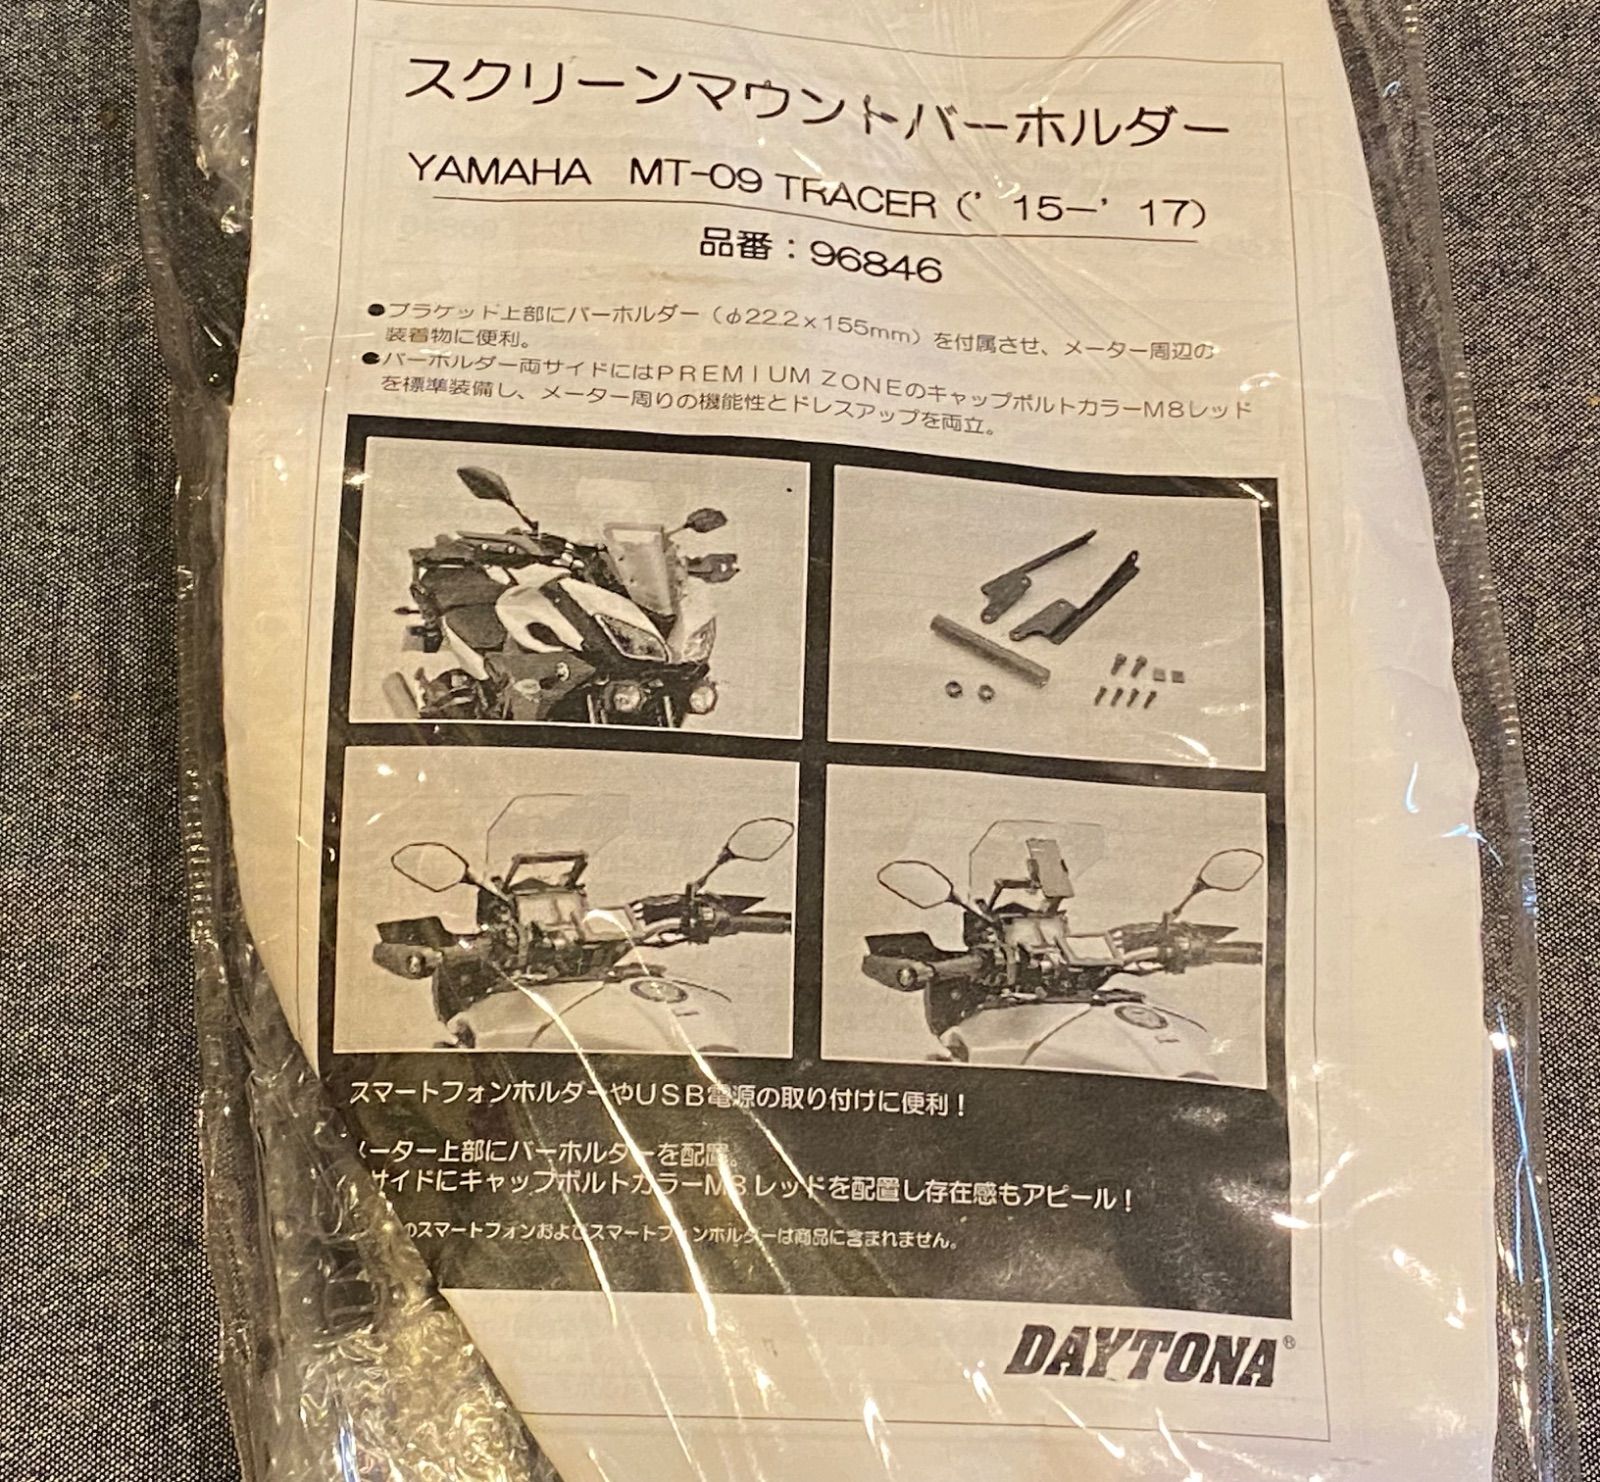 スクリーンマウントバーホルダー
YAMAHA MT-09 TRACER ('15-'17)
品番：96846
●ブラケット上部にバーホルダー（φ22.2×155mm）を付属させ、メーター周辺の
装着物に便利。
●バーホルダー両サイドにはPREMIUM ZONEのキャップボルトカラーM8レッド
を標準装備し、メーター周りの機能性とドレスアップを両立。
スマートフォンホルダーやUSB電源の取り付けに便利！
ーター上部にバーホルダーを配置。
サイドにキャップボルトカラーM8レッドを配置し存在感もアピール！
のスマートフォンおよびスマートフォンホルダーは商品に含まれません。
DAYTONA®